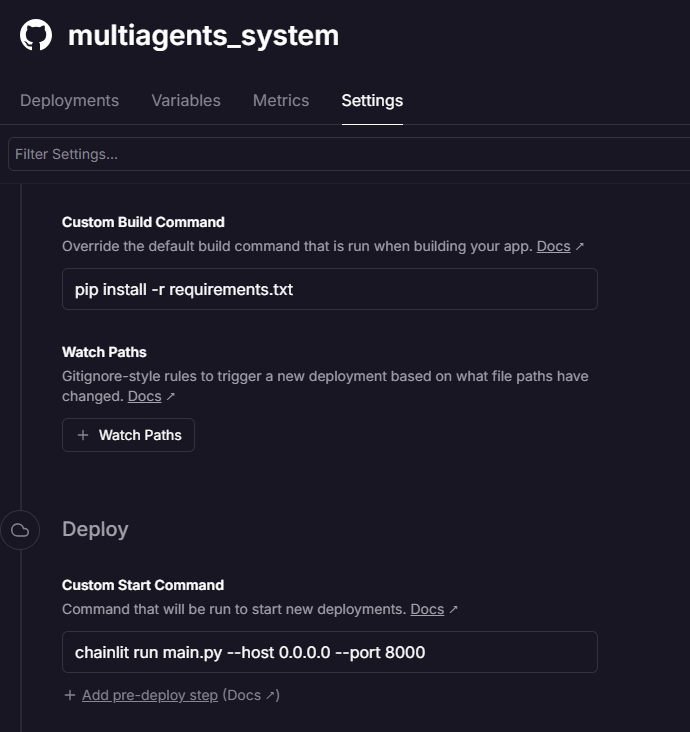 multiagents_system
Deployments Variables Metrics Settings
Filter Settings...
Custom Build Command
Override the default build command that is run when building your app. Docs ↗
pip install -r requirements.txt
Watch Paths
Gitignore-style rules to trigger a new deployment based on what file paths have
changed. Docs ↗
+ Watch Paths
Deploy
Custom Start Command
Command that will be run to start new deployments. Docs ↗
chainlit run main.py --host 0.0.0.0 --port 8000
+ Add pre-deploy step (Docs ↗)